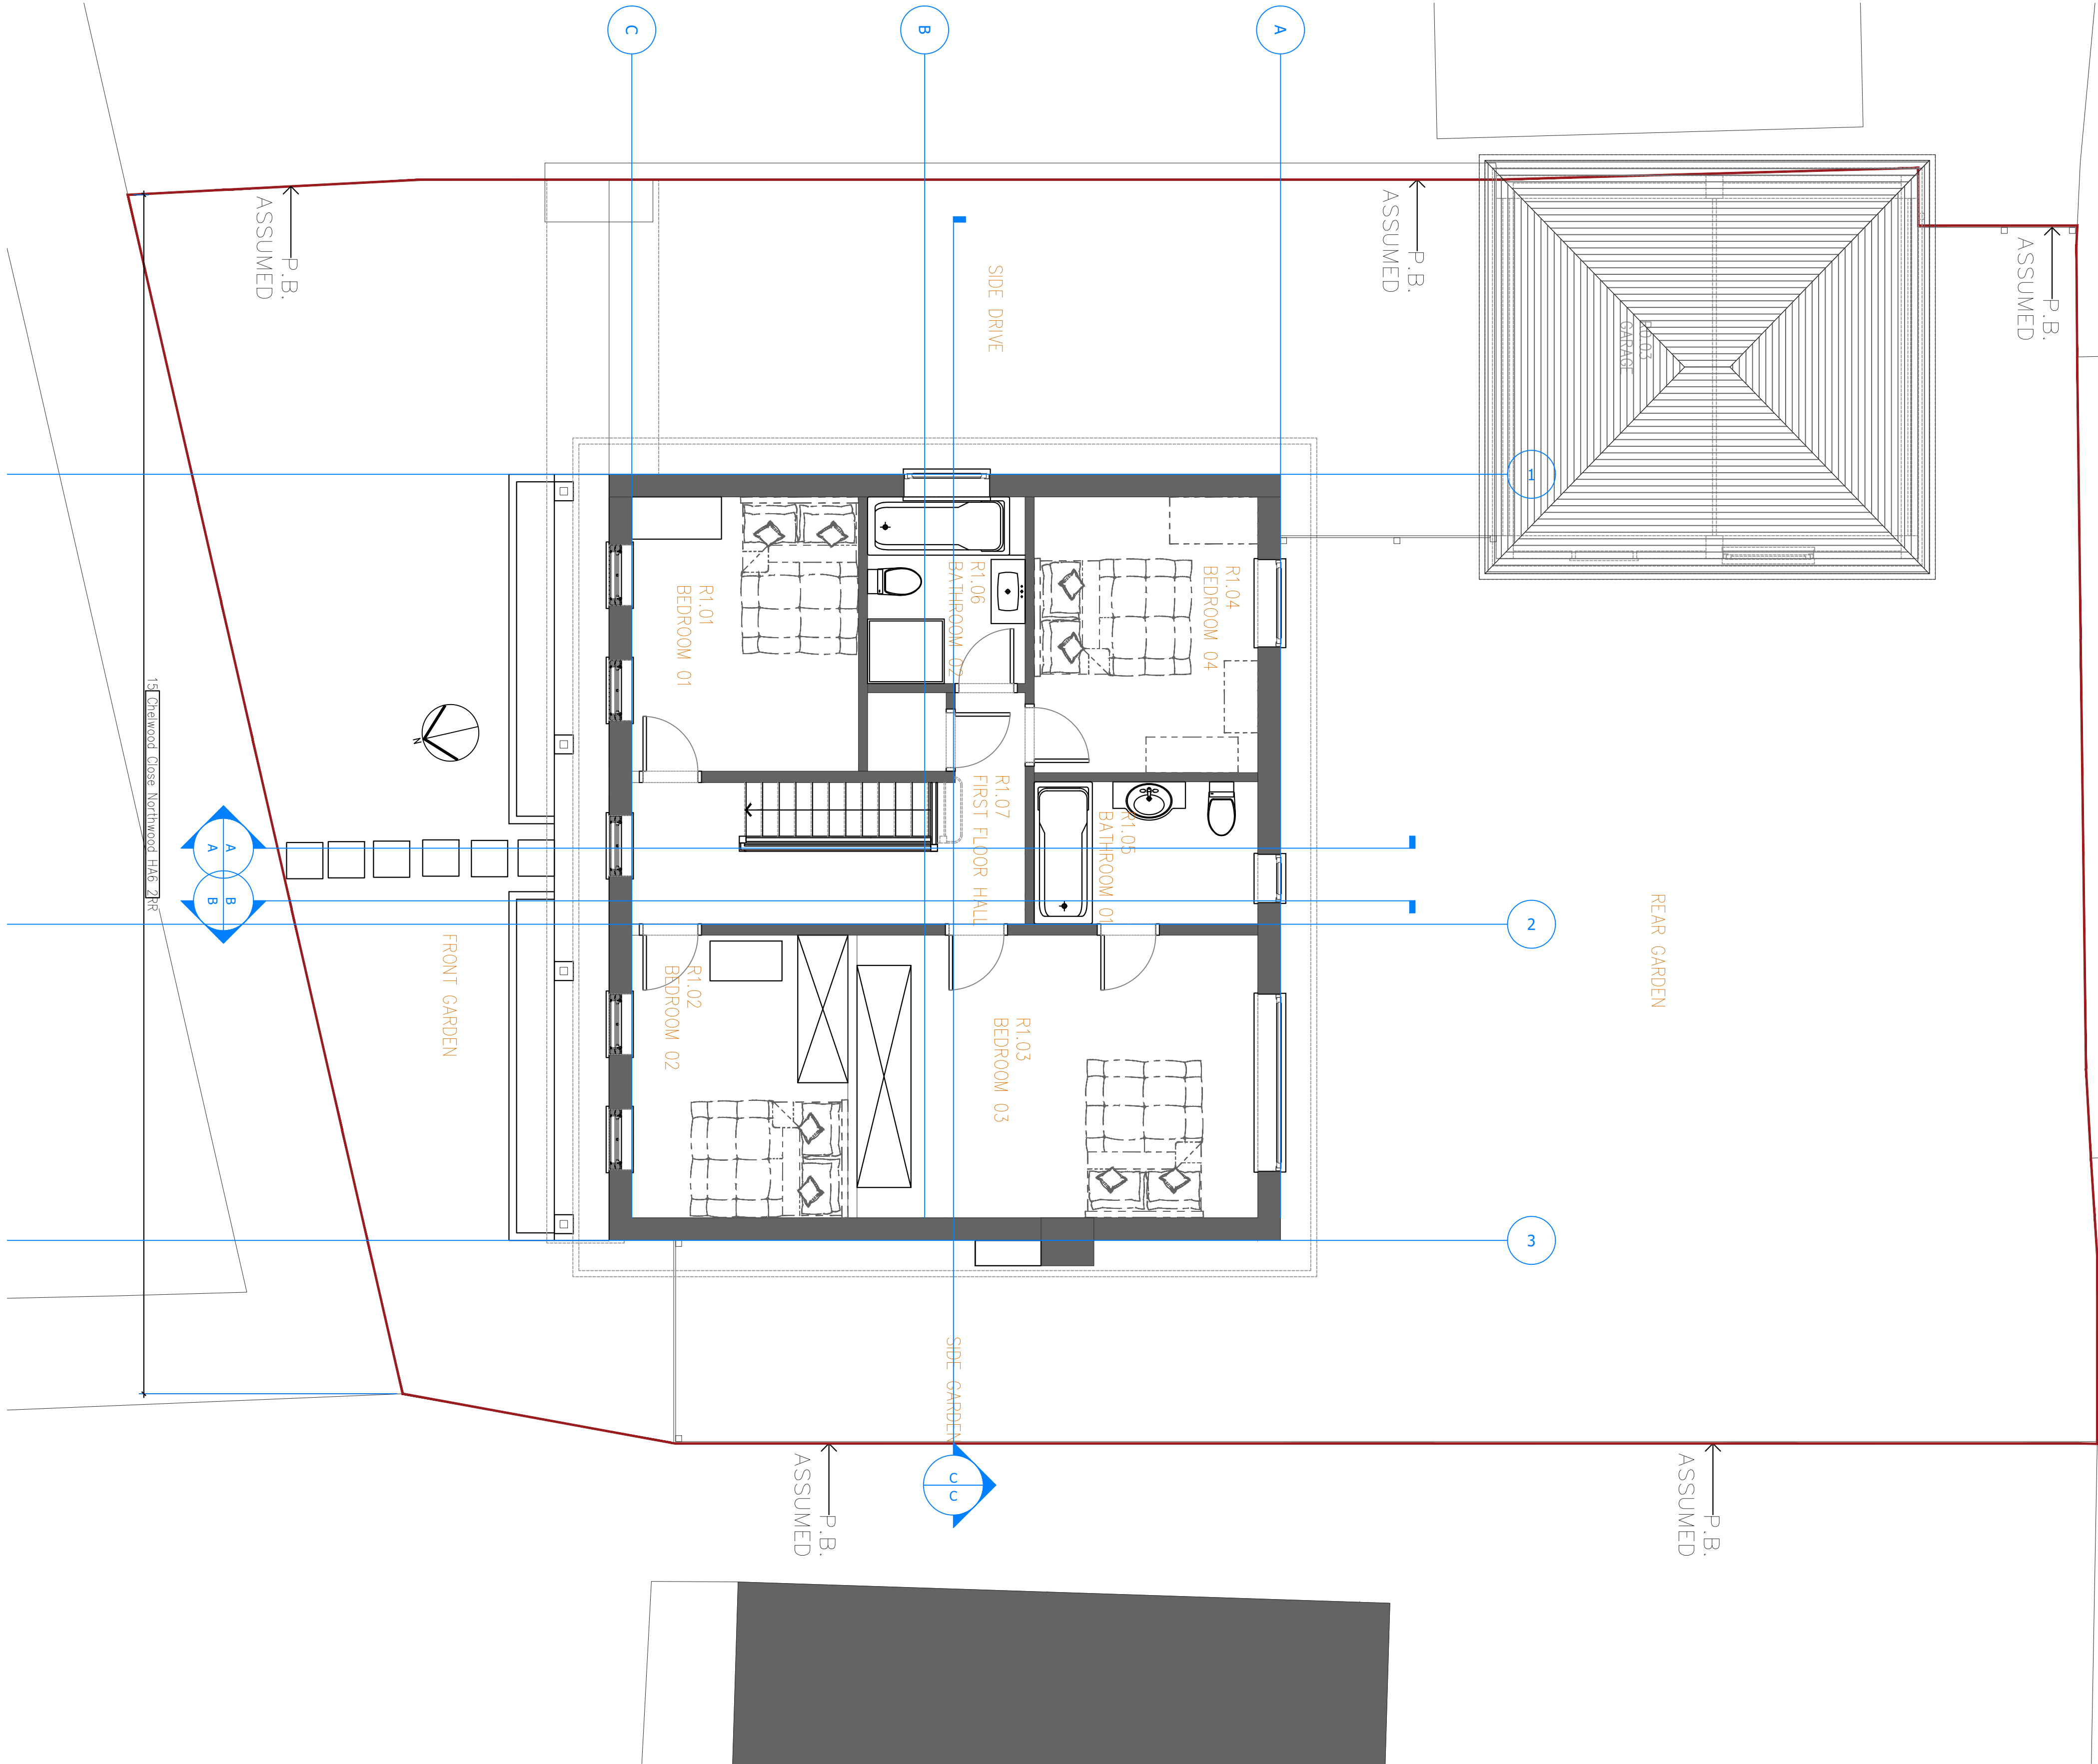 C
B
A
P.B.
ASSUMED
P.B.
ASSUMED
P.B.
ASSUMED
SIDE DRIVE
GARAGE
1
R1.01
BEDROOM 01
R1.06
BATHROOM 02
R1.04
BEDROOM 04
15 Chelwood Close Northwood HA6 2RR
N
R1.07
FIRST FLOOR HALL
R1.05
BATHROOM 01
A
A
B
B
2
FRONT GARDEN
R1.02
BEDROOM 02
R1.03
BEDROOM 03
REAR GARDEN
3
SIDE GARDEN
C
C
P.B.
ASSUMED
P.B.
ASSUMED